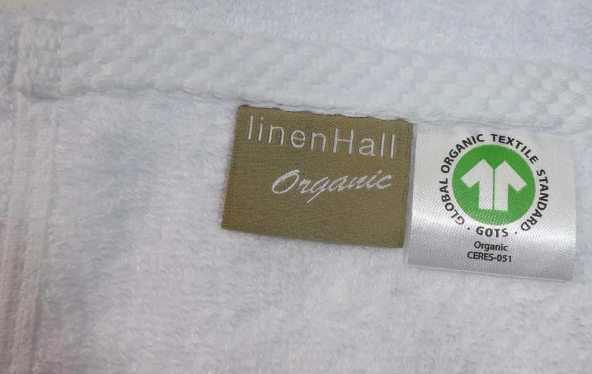 linenHall
Organic
GLOBAL ORGANIC TEXTILE STANDARD
· GOTS ·
Organic
CERES-051